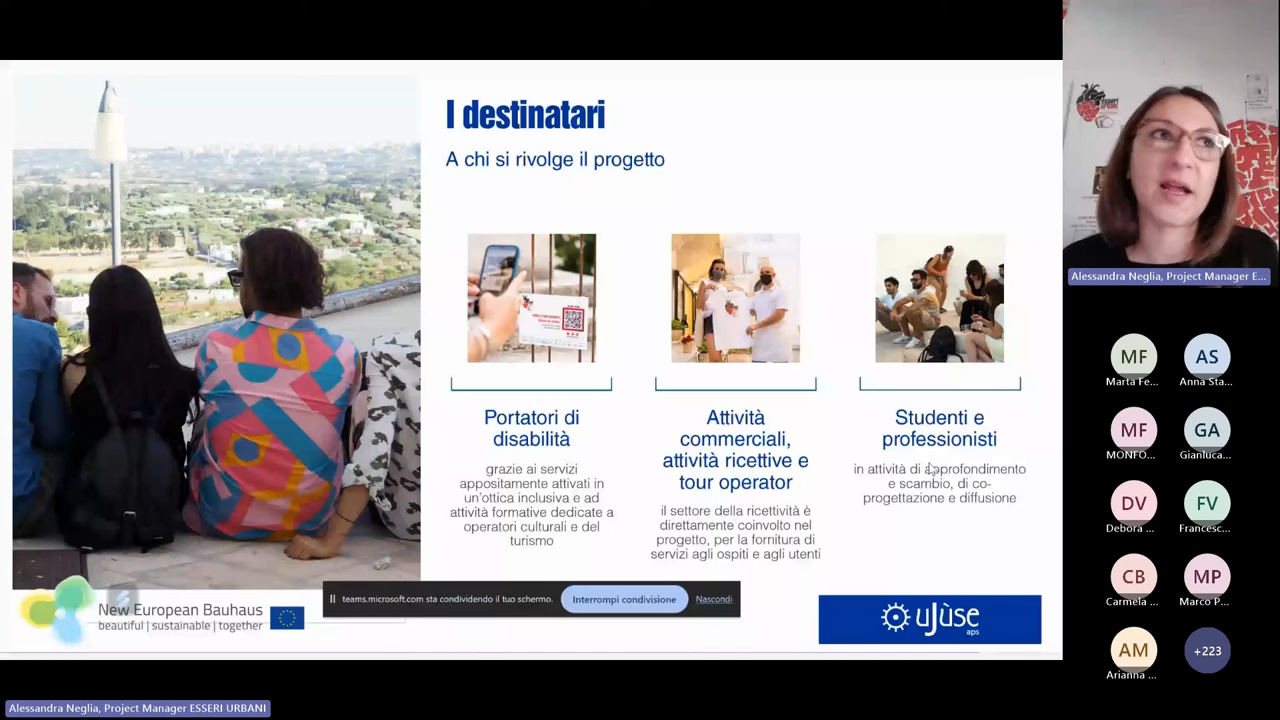 I destinatari
A chi si rivolge il progetto
Portatori di
disabilità
grazie ai servizi
appositamente attivati in
un'ottica inclusiva e ad
attività formative dedicate a
operatori culturali e del
turismo
Attività
commerciali,
attività ricettive e
tour operator
il settore della ricettività è
direttamente coinvolto nel
progetto, per la fornitura di
servizi agli ospiti e agli utenti
Studenti e
professionisti
in attività di approfondimento
e scambio, di co-
progettazione e diffusione
New European Bauhaus
beautiful | sustainable | together
teams.microsoft.com sta condividendo il tuo schermo.
Interrompi condivisione
Nascondi
uJùse
aps
Alessandra Neglia, Project Manager E...
MF
Marta Fe...
AS
Anna Sta...
MF
MONFO...
GA
Gianluca...
DV
Debora ...
FV
Francesc...
CB
Carmela ...
MP
Marco P...
AM
Arianna ...
+223
Alessandra Neglia, Project Manager ESSERI URBANI